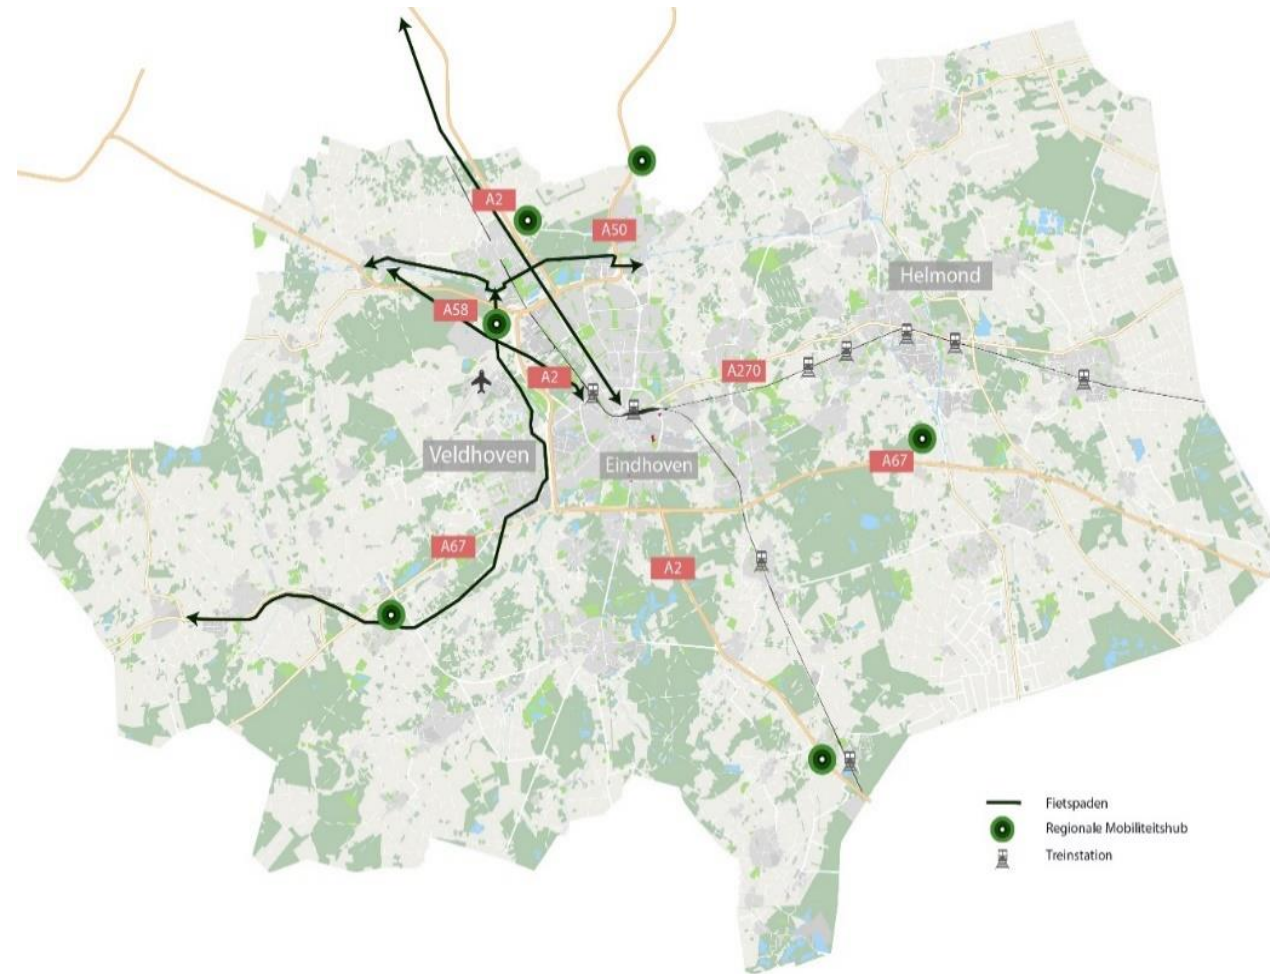 A2
A50
Helmond
A58
A2
A270
Veldhoven
Eindhoven
A67
A67
A2
Fietspaden
Regionale Mobiliteitshub
Treinstation